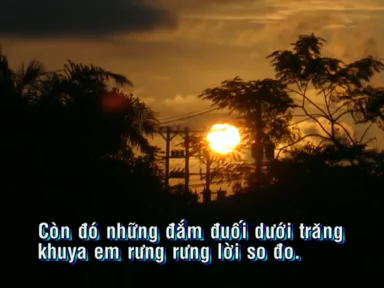 Còn đó những đắm đuối dưới trăng
khuya em rưng rưng lời so đo.